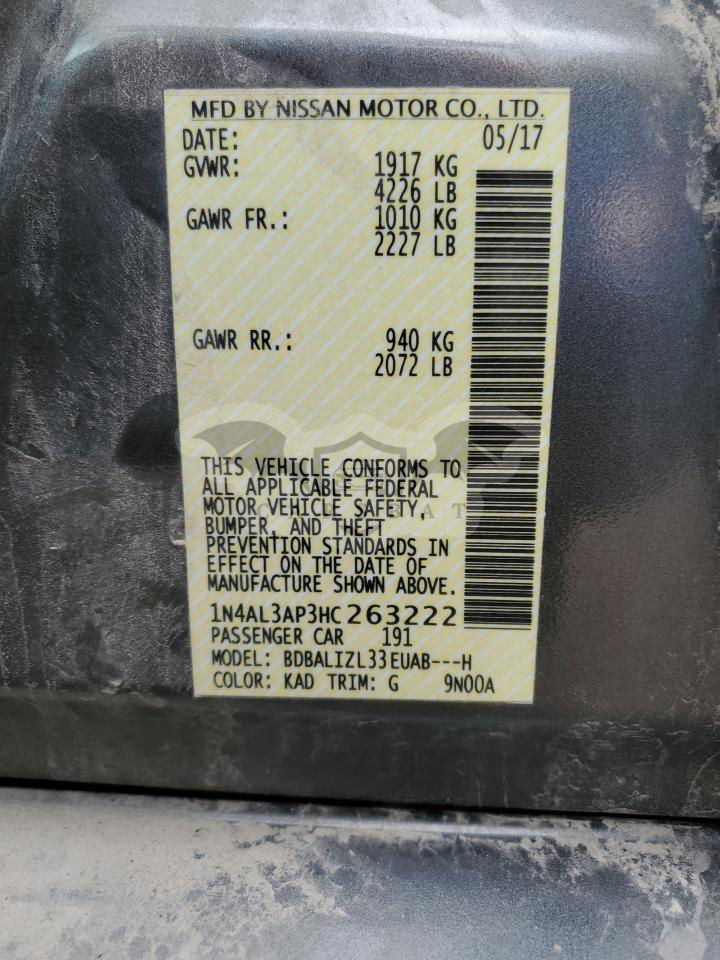 MFD BY NISSAN MOTOR CO., LTD.
DATE: 05/17
GVWR: 1917 KG
4226 LB
GAWR FR.: 1010 KG
2227 LB
GAWR RR.: 940 KG
2072 LB
THIS VEHICLE CONFORMS TO
ALL APPLICABLE FEDERAL
MOTOR VEHICLE SAFETY,
BUMPER, AND THEFT
PREVENTION STANDARDS IN
EFFECT ON THE DATE OF
MANUFACTURE SHOWN ABOVE.
1N4AL3AP3HC263222
PASSENGER CAR 191
MODEL: BDBALIZL33EUAB---H
COLOR: KAD TRIM: G 9N00A